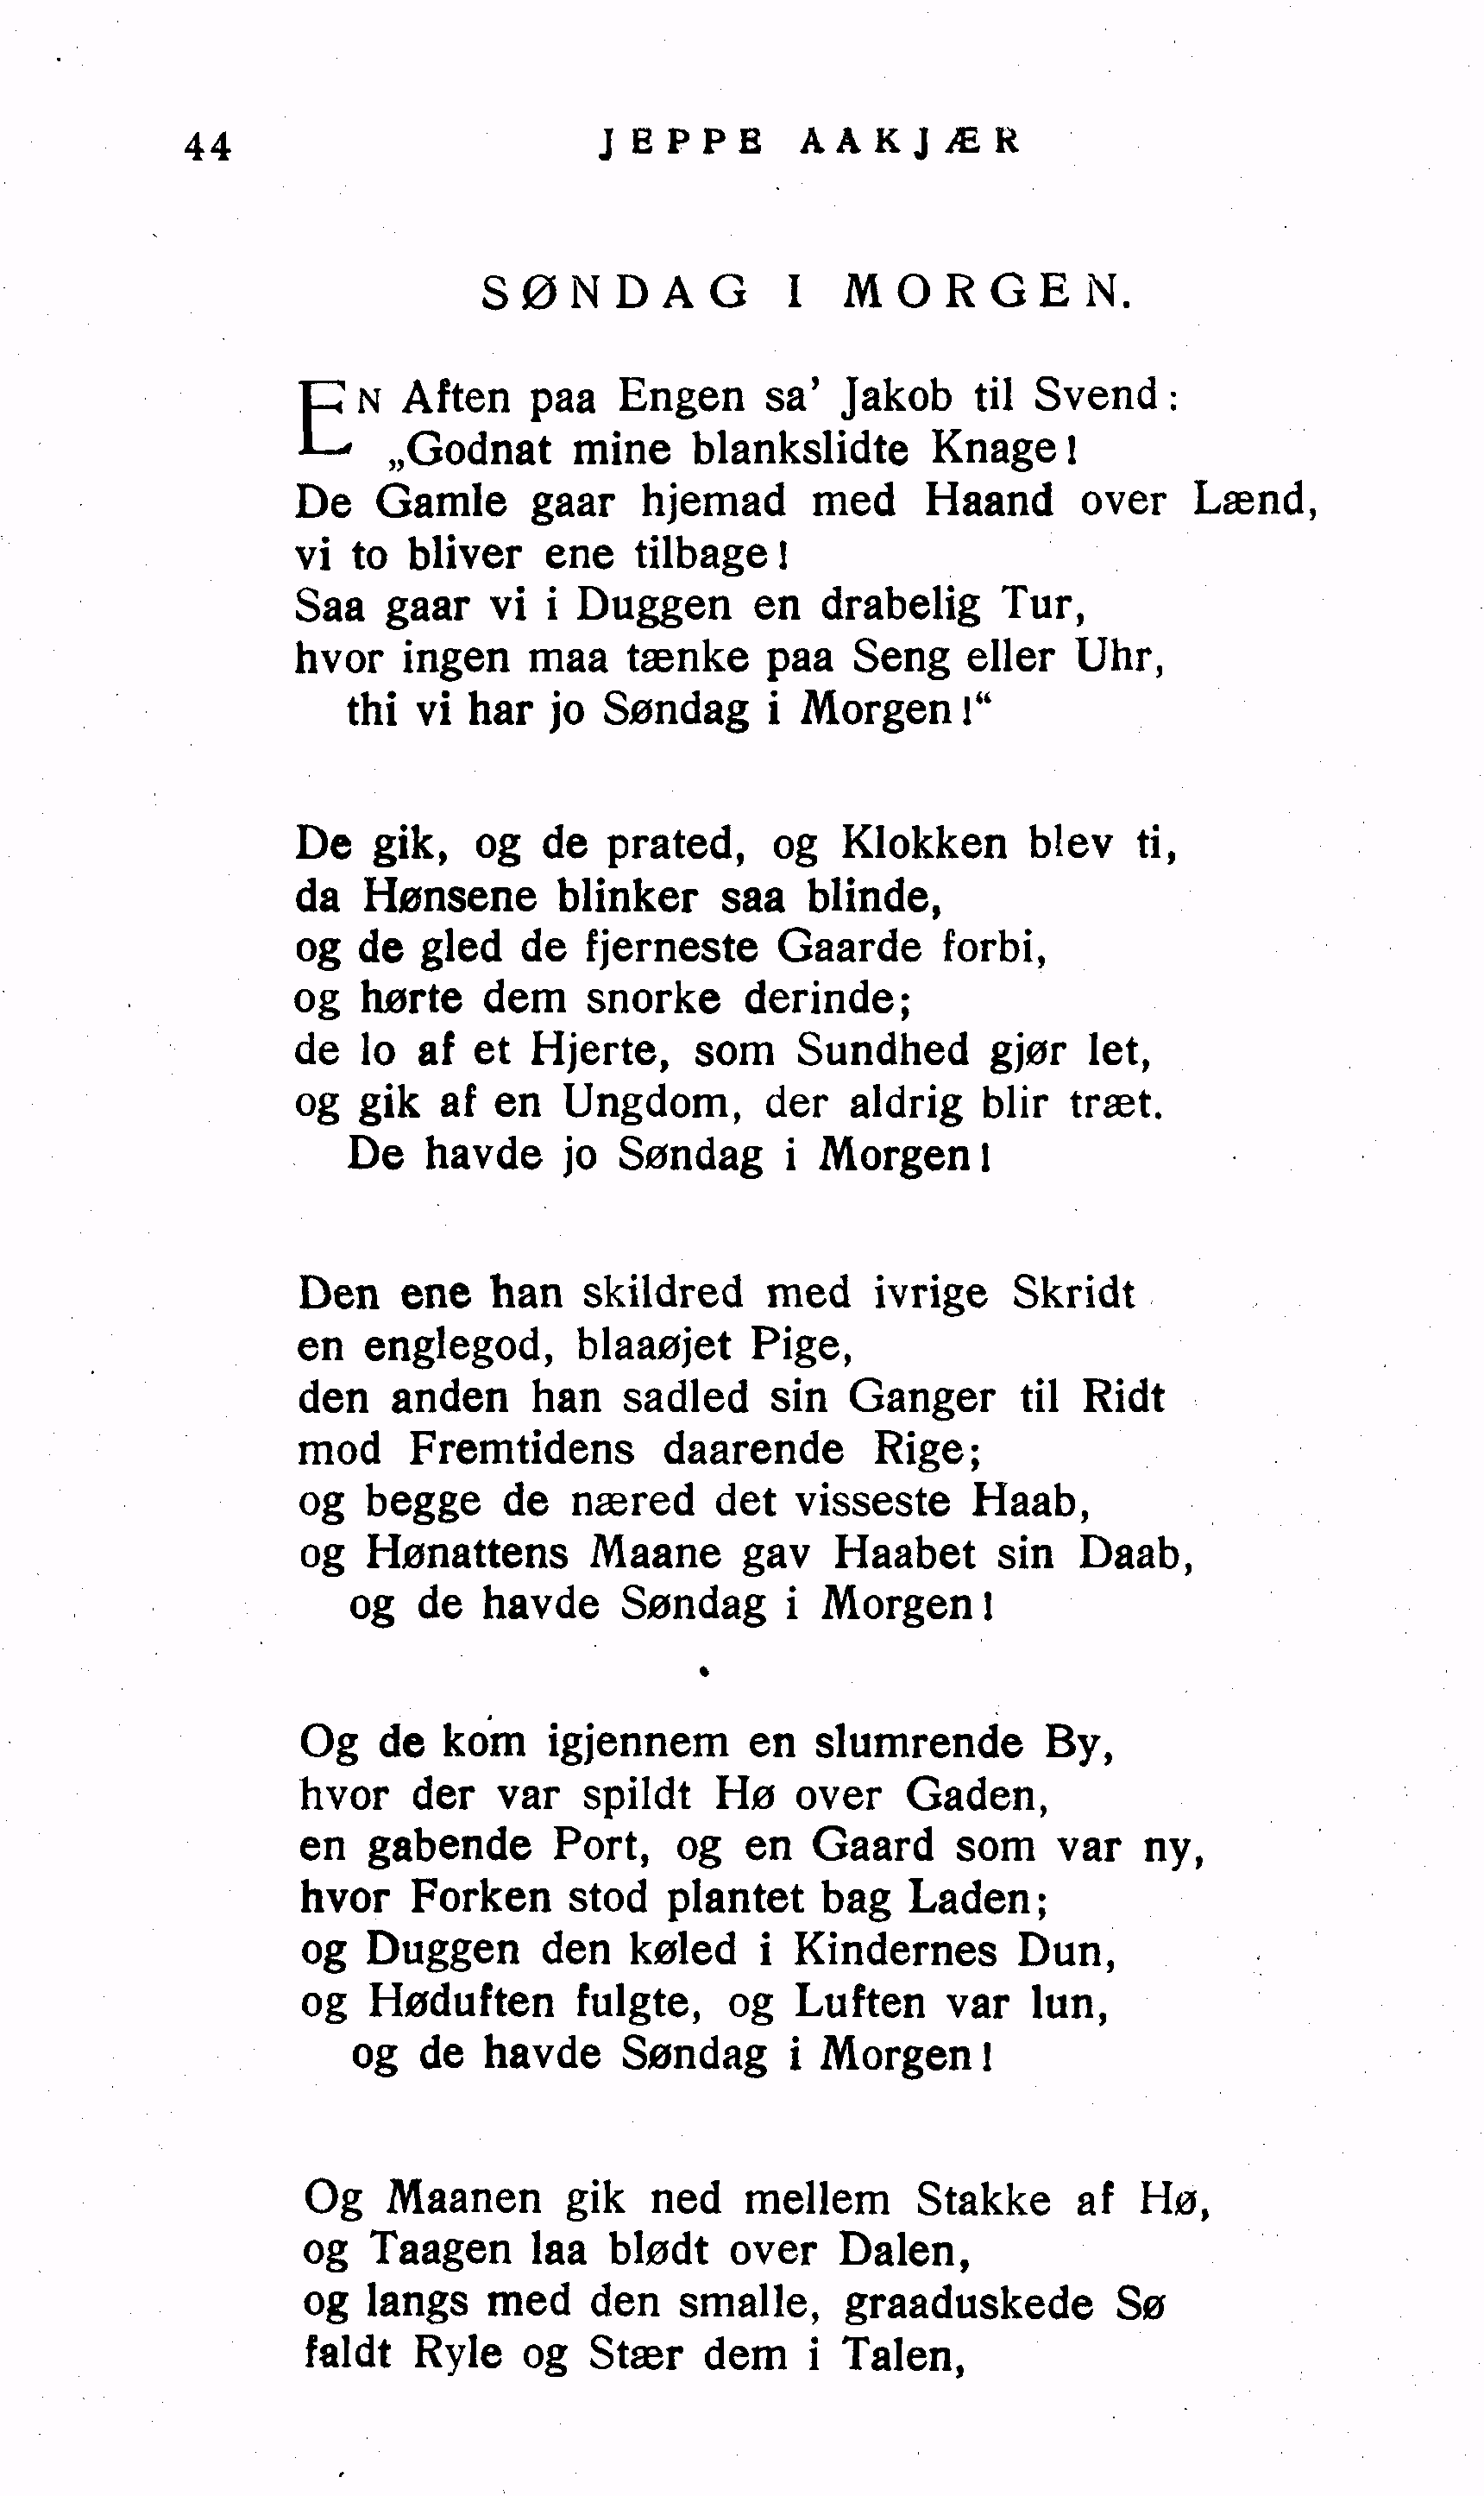 44 JEPPE AAKJÆR
SØNDAG I MORGEN.
EN Aften paa Engen sa' Jakob til Svend:
„Godnat mine blankslidte Knage!
De Gamle gaar hjemad med Haand over Lænd,
vi to bliver ene tilbage!
Saa gaar vi i Duggen en drabelig Tur,
hvor ingen maa tænke paa Seng eller Uhr,
thi vi har jo Søndag i Morgen!“
De gik, og de prated, og Klokken blev ti,
da Hønsene blinker saa blinde,
og de gled de fjerneste Gaarde forbi,
og hørte dem snorke derinde;
de lo af et Hjerte, som Sundhed gjør let,
og gik af en Ungdom, der aldrig blir træt.
De havde jo Søndag i Morgen!
Den ene han skildred med ivrige Skridt
en englegod, blaaøjet Pige,
den anden han sadled sin Ganger til Ridt
mod Fremtidens daarende Rige;
og begge de næred det visseste Haab,
og Hønattens Maane gav Haabet sin Daab,
og de havde Søndag i Morgen!
Og de kom igjennem en slumrende By,
hvor der var spildt Hø over Gaden,
en gabende Port, og en Gaard som var ny,
hvor Forken stod plantet bag Laden;
og Duggen den køled i Kindernes Dun,
og Høduften fulgte, og Luften var lun,
og de havde Søndag i Morgen!
Og Maanen gik ned mellem Stakke af Hø,
og Taagen laa blødt over Dalen,
og langs med den smalle, graaduskede Sø
faldt Ryle og Stær dem i Talen,